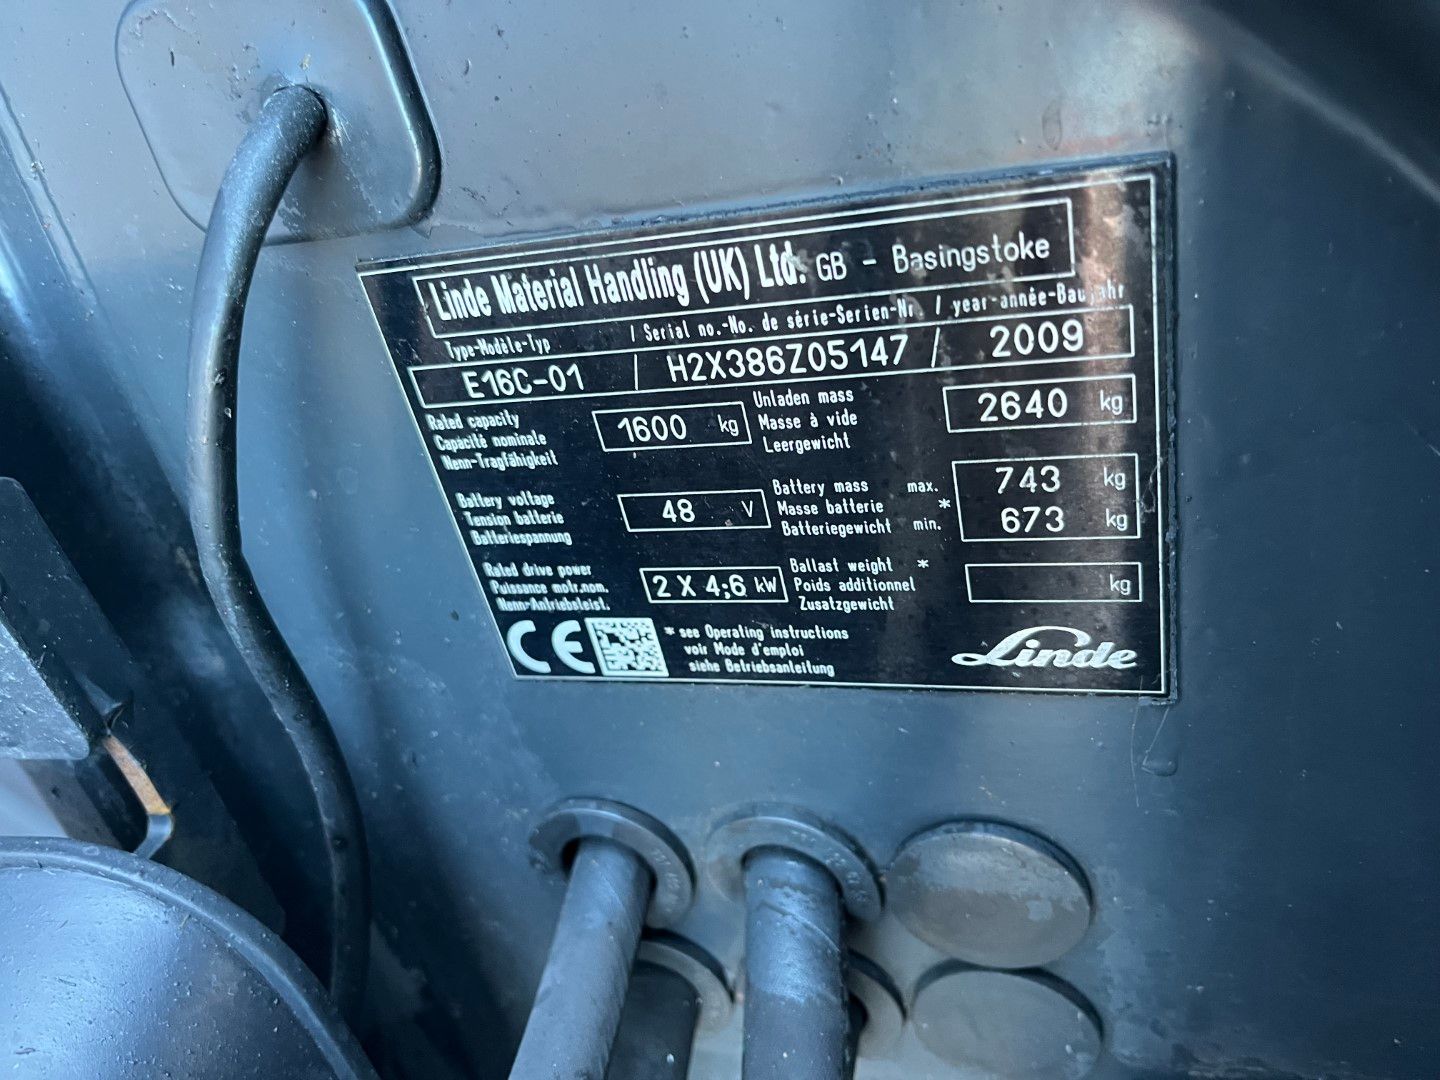 Linde Material Handling (UK) Ltd. GB - Basingstoke
Type-Modèle-Typ / Serial no.-No. de série-Serien-Nr. / year-année-Baujahr
E16C-01 / H2X386Z05147 / 2009
Rated capacity
Capacité nominale
Nenn-Tragfähigkeit
1600 kg
Unladen mass
Masse à vide
Leergewicht
2640 kg
Battery voltage
Tension batterie
Batteriespannung
48 V
Battery mass max.
Masse batterie *
Batteriegewicht min.
743 kg
673 kg
Rated drive power
Puissance motr.nom.
Nenn-Antriebsleist.
2 X 4;6 kW
Ballast weight *
Poids additionnel
Zusatzgewicht
kg
CE
* see Operating instructions
voir Mode d'emploi
siehe Betriebsanleitung
Linde